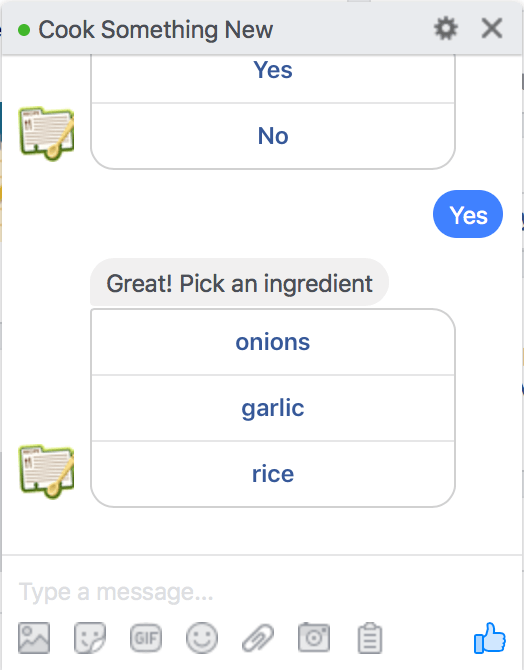 Cook Something New
Yes
No
Yes
Great! Pick an ingredient
onions
garlic
rice
Type a message...
GIF